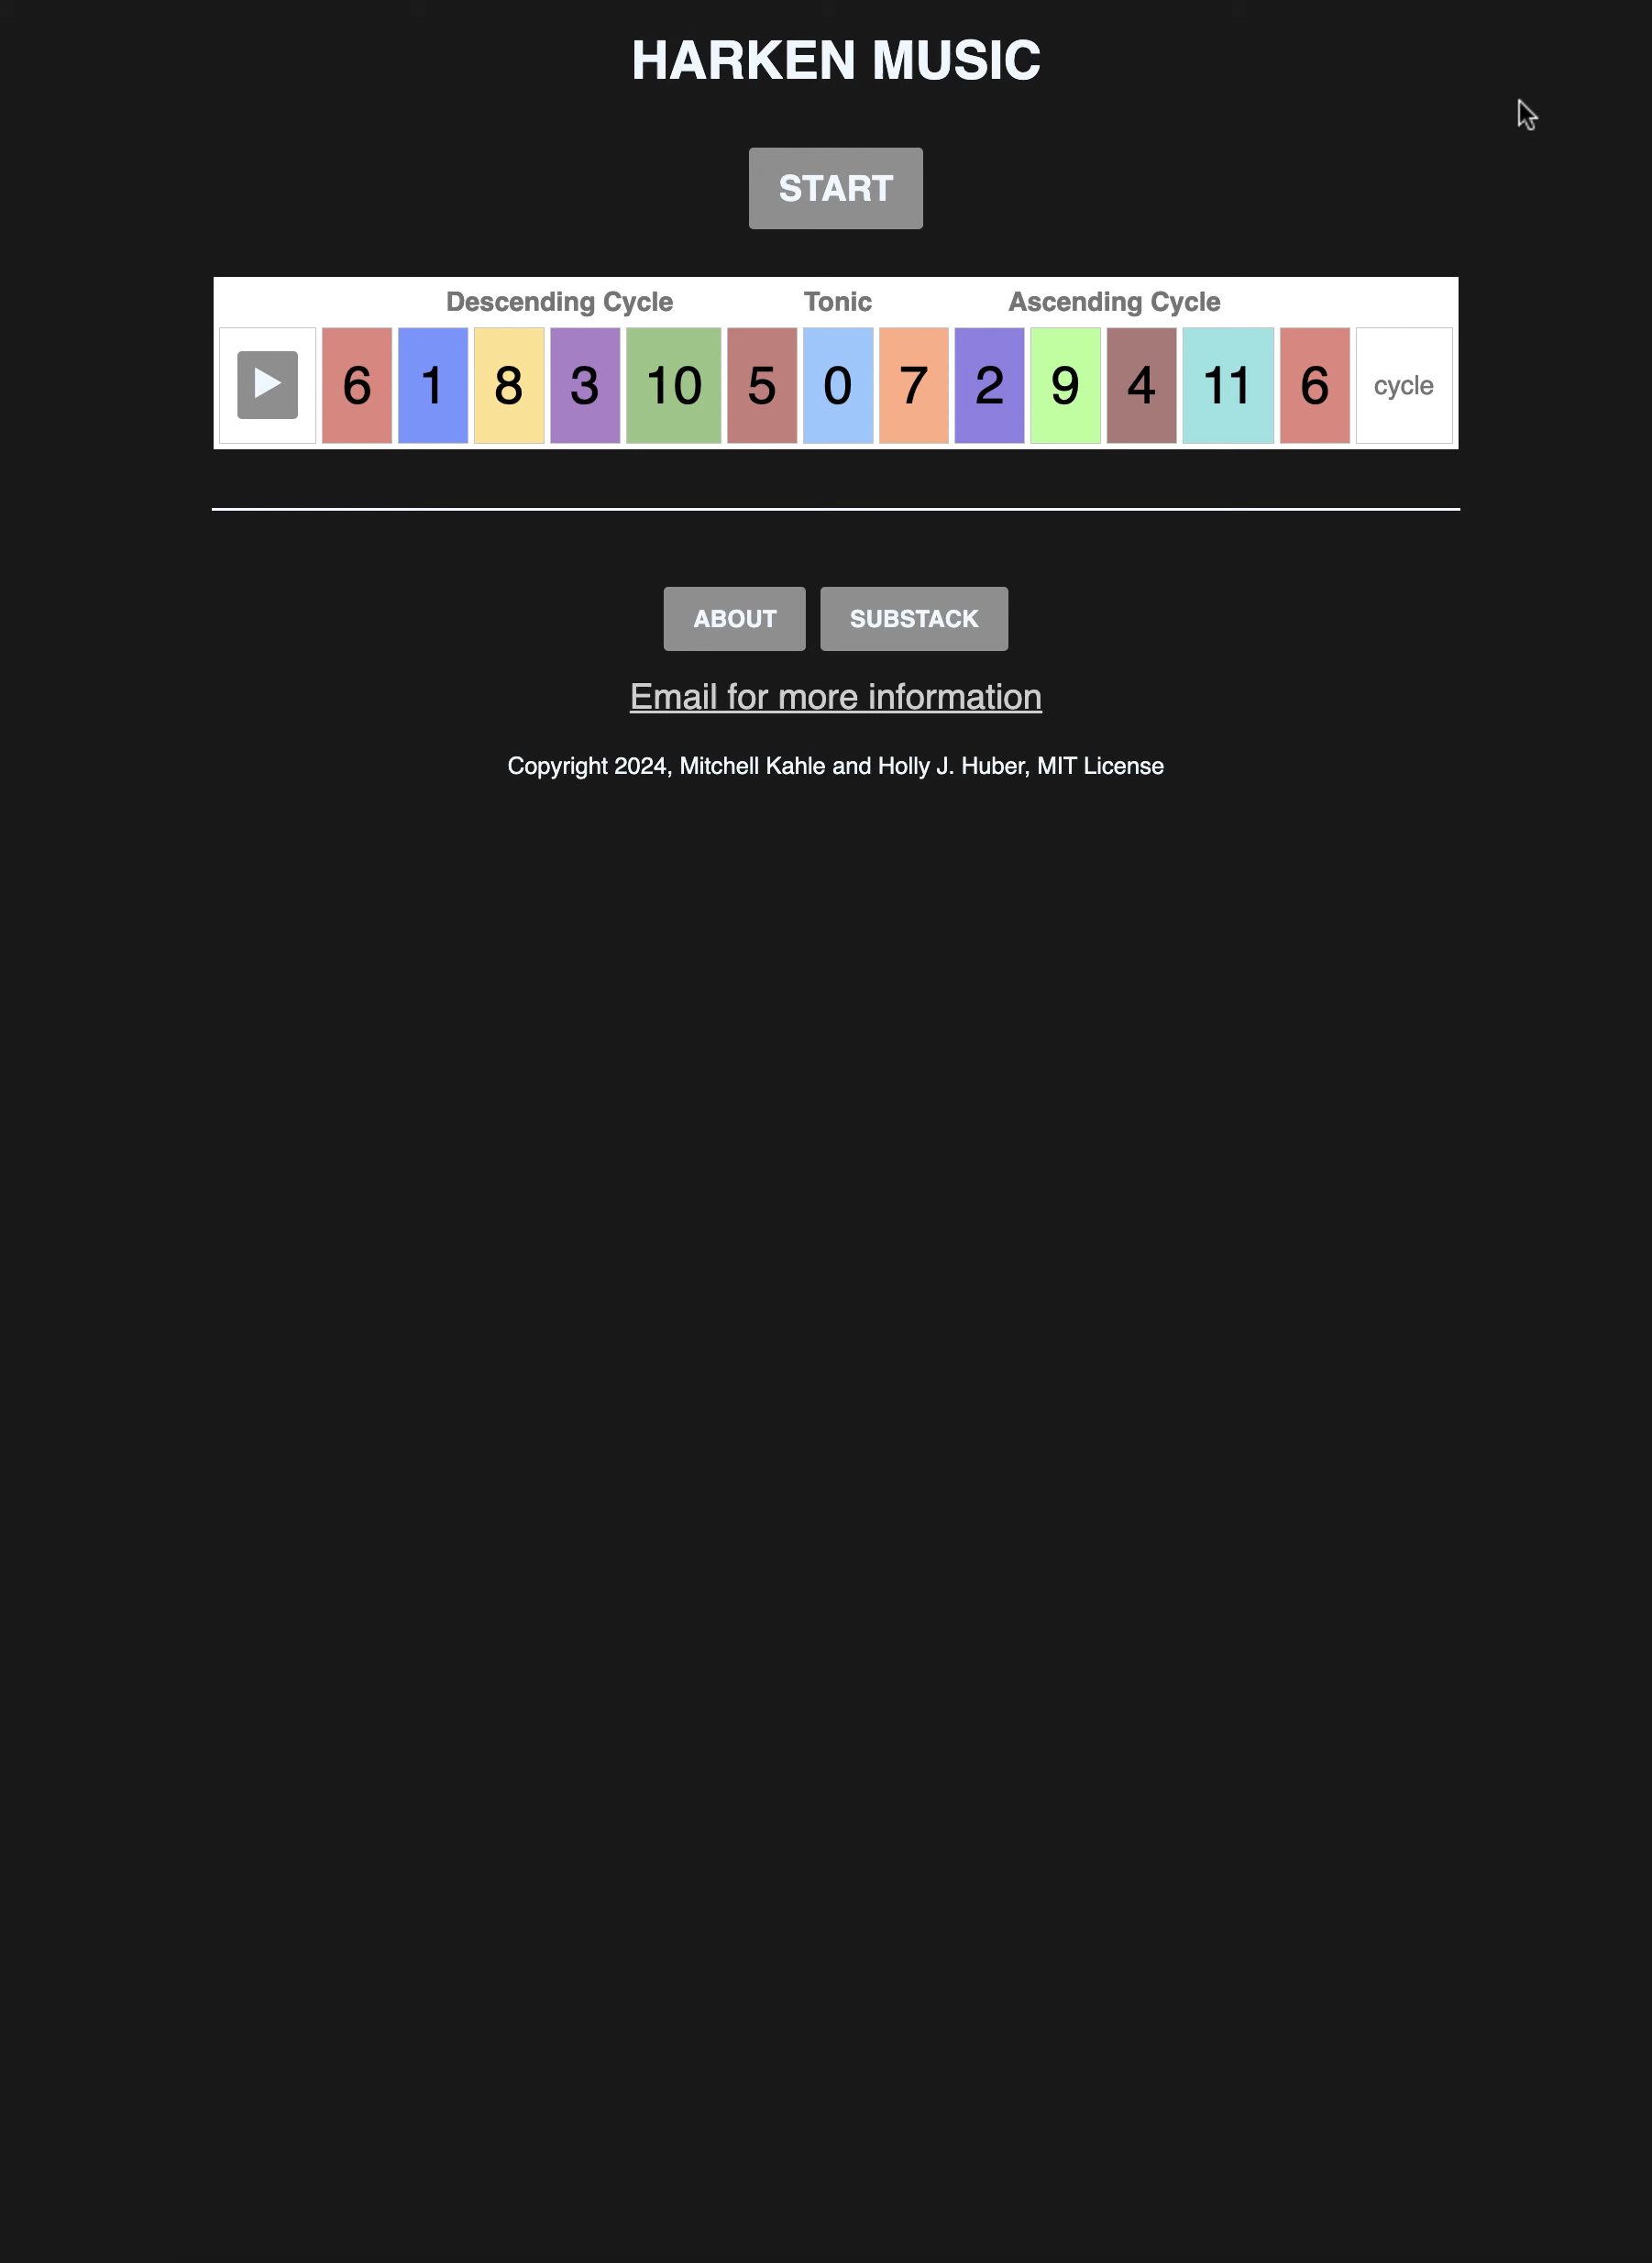 HARKEN MUSIC
START
Descending Cycle Tonic Ascending Cycle
6 1 8 3 10 5 0 7 2 9 4 11 6 cycle
ABOUT SUBSTACK
Email for more information
Copyright 2024, Mitchell Kahle and Holly J. Huber, MIT License